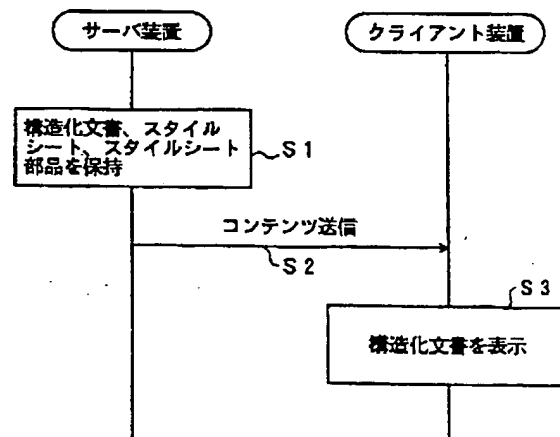 サーバ装置
クライアント装置
構造化文書、スタイル
シート、スタイルシート
部品を保持
S1
コンテンツ送信
S2
S3
構造化文書を表示